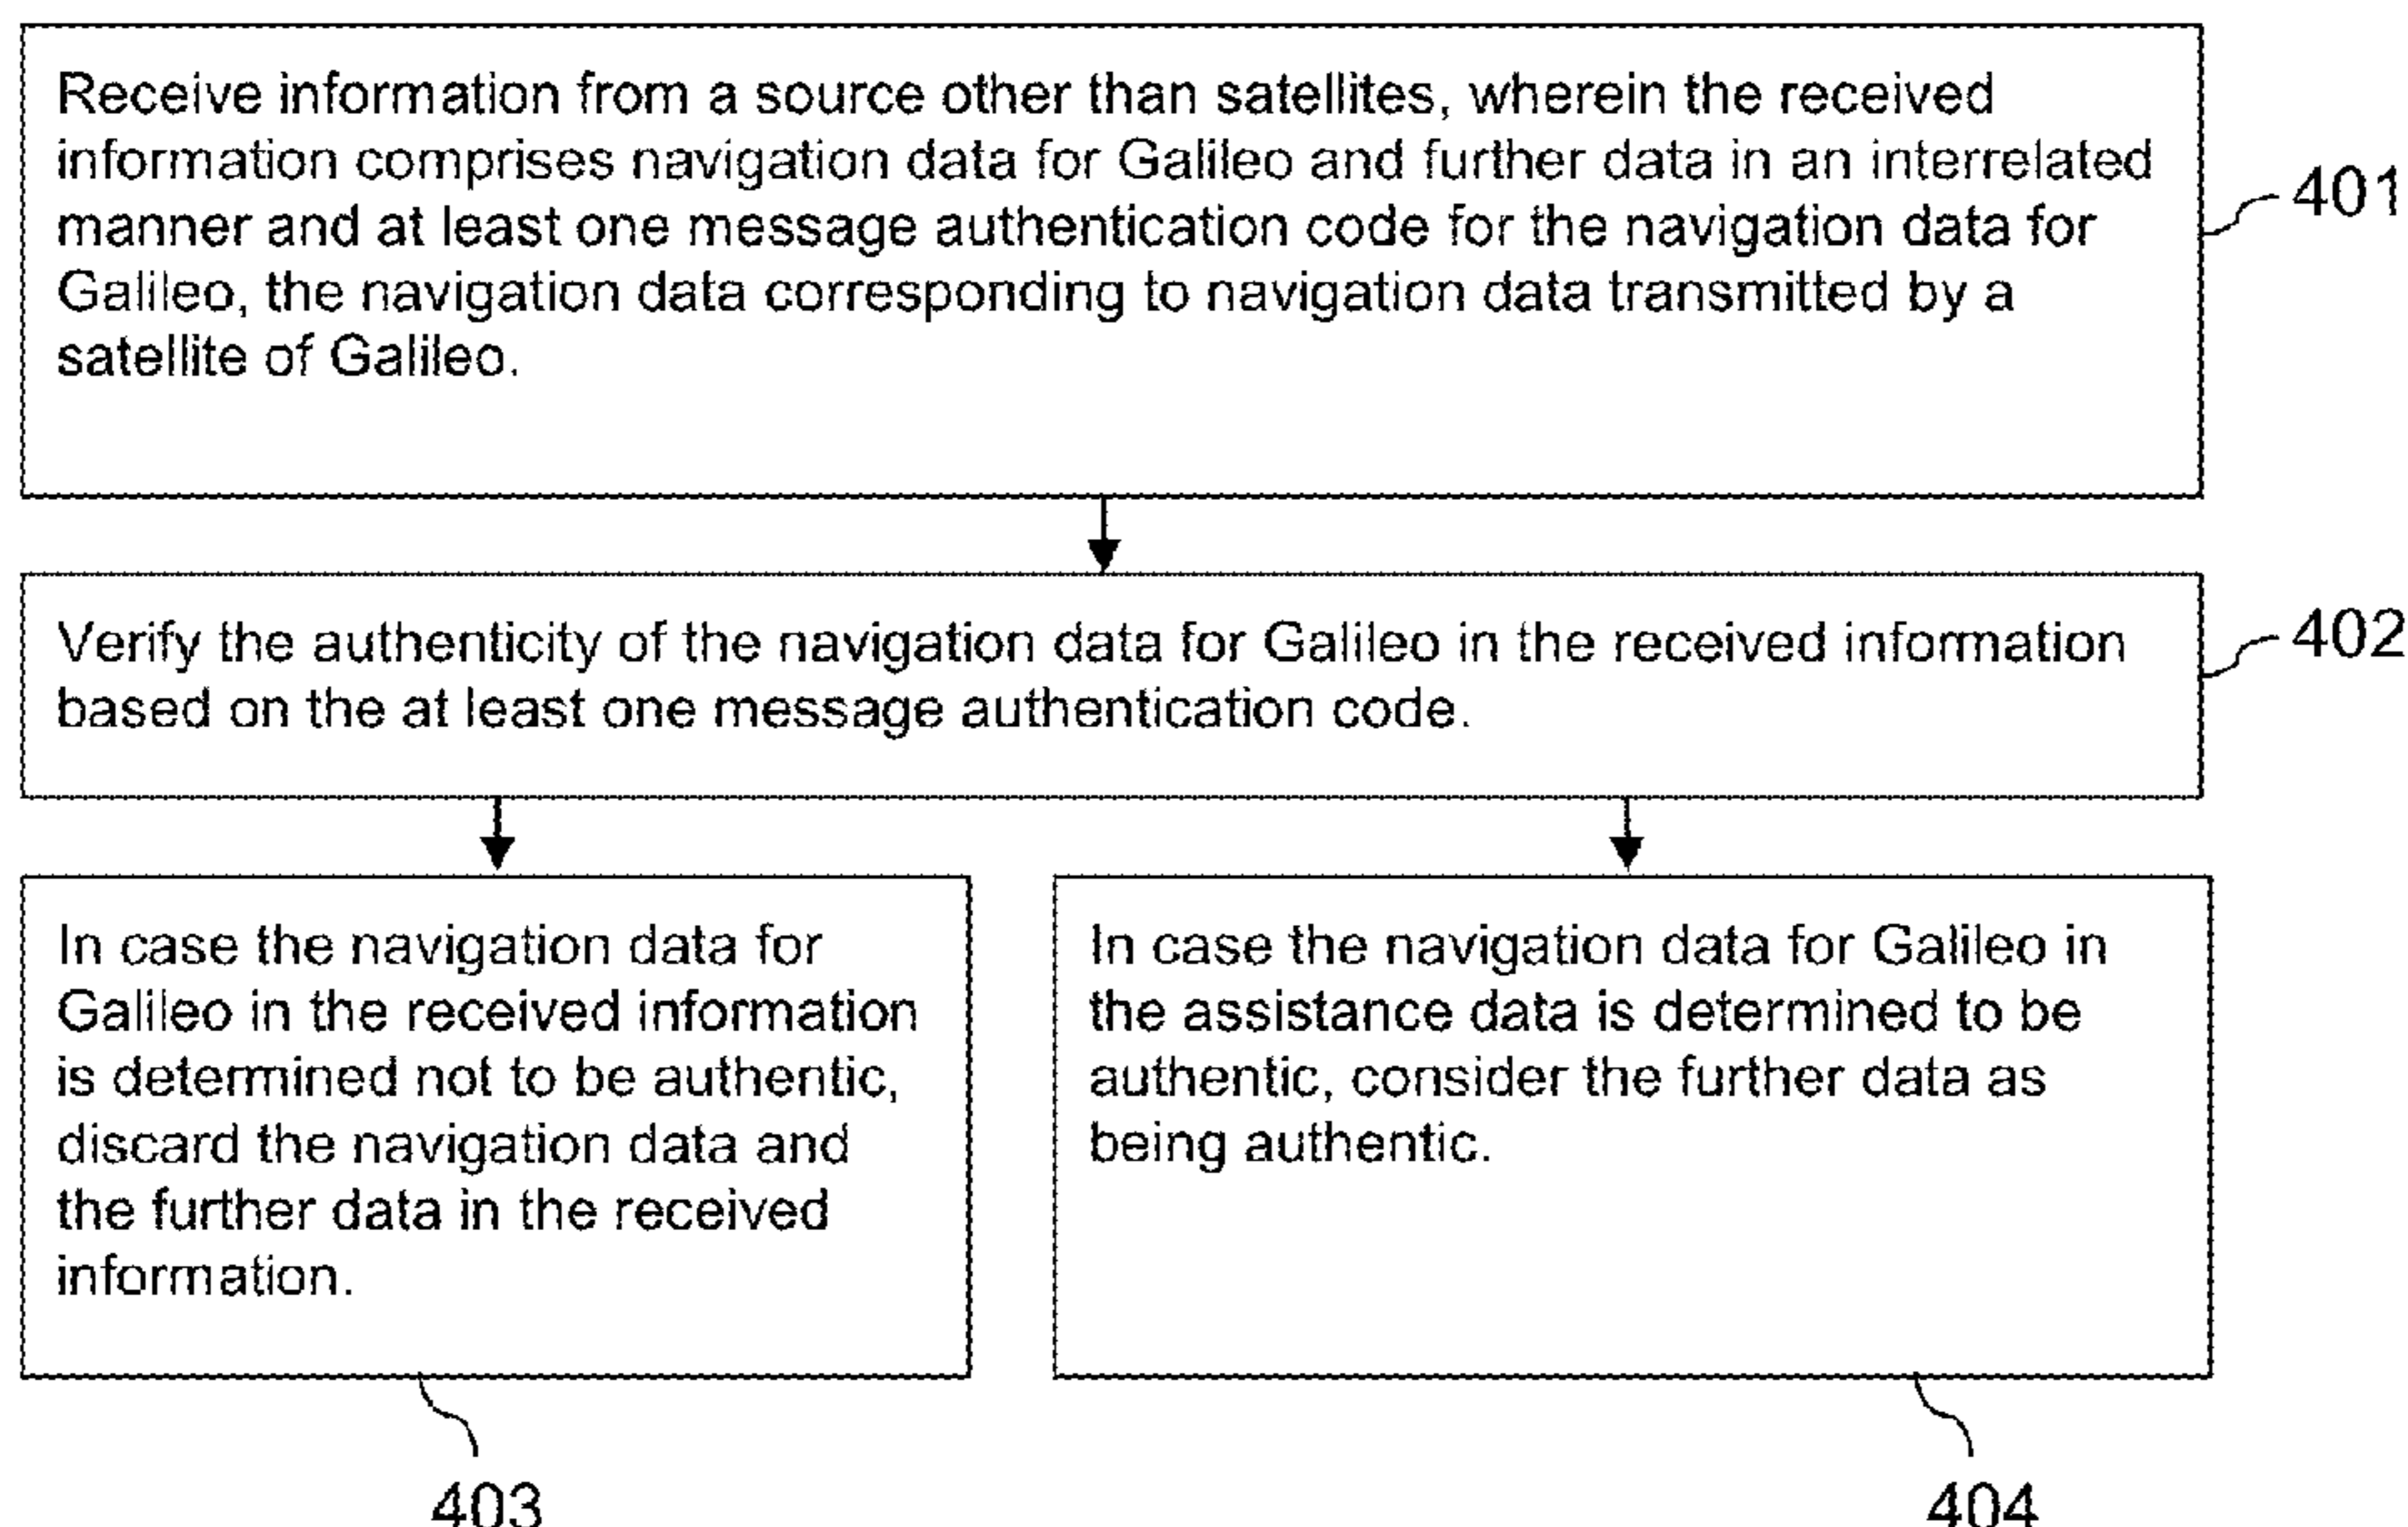 Receive information from a source other than satellites, wherein the received
information comprises navigation data for Galileo and further data in an interrelated
manner and at least one message authentication code for the navigation data for
Galileo, the navigation data corresponding to navigation data transmitted by a
satellite of Galileo.
401
Verify the authenticity of the navigation data for Galileo in the received information
based on the at least one message authentication code.
402
In case the navigation data for
Galileo in the received information
is determined not to be authentic,
discard the navigation data and
the further data in the received
information.
403
In case the navigation data for Galileo in
the assistance data is determined to be
authentic, consider the further data as
being authentic.
404